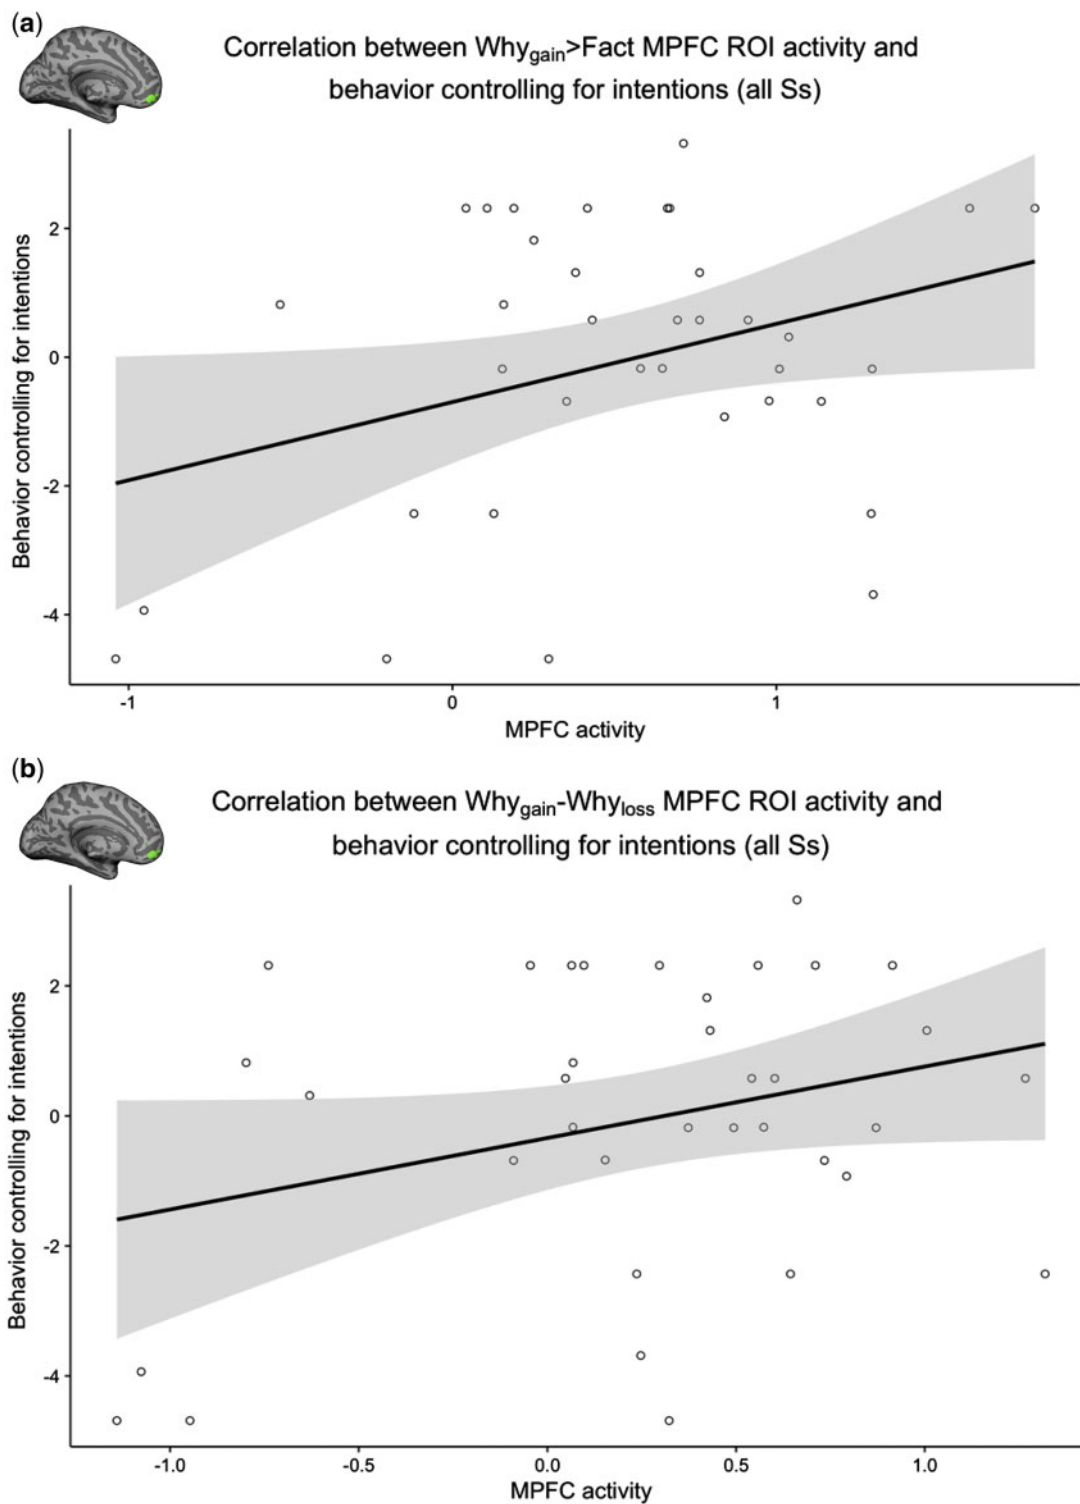 (a)
Correlation between Whygain>Fact MPFC ROI activity and
behavior controlling for intentions (all Ss)
Behavior controlling for intentions
2
0
-2
-4
-1 0 1
MPFC activity
(b)
Correlation between Whygain-Whyloss MPFC ROI activity and
behavior controlling for intentions (all Ss)
Behavior controlling for intentions
2
0
-2
-4
-1.0 -0.5 0.0 0.5 1.0
MPFC activity